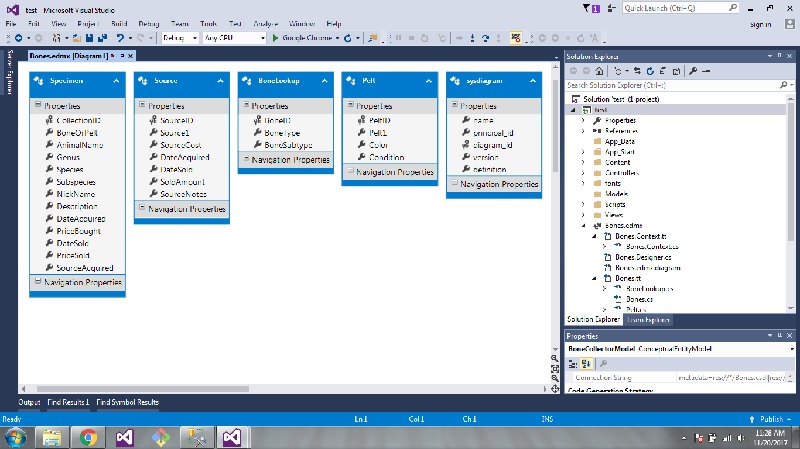 test - Microsoft Visual Studio
1
Quick Launch (Ctrl+Q)
File Edit View Project Build Debug Team Tools Test Analyze Window Help
Sign in
Debug Any CPU Google Chrome
Server Explorer
Bones.edmx [Diagram1]
Specimen
Properties
CollectionID
BoneOrPelt
AnimalName
Genus
Species
Subspecies
NickName
Description
DateAcquired
PriceBought
DateSold
PriceSold
SourceAcquired
Navigation Properties
Source
Properties
SourceID
Source1
SourceCost
DateAcquired
DateSold
SoldAmount
SourceNotes
Navigation Properties
BoneLookup
Properties
BoneID
BoneType
BoneSubtype
Navigation Properties
Pelt
Properties
PeltID
Pelt1
Color
Condition
Navigation Properties
sysdiagram
Properties
name
principal_id
diagram_id
version
definition
Navigation Properties
Solution Explorer
Search Solution Explorer (Ctrl+;)
Solution 'test' (1 project)
test
Properties
References
App_Data
App_Start
Content
Controllers
fonts
Models
Scripts
Views
Bones.edmx
Bones.Context.tt
Bones.Context.cs
Bones.Designer.cs
Bones.edmx.diagram
Bones.tt
BoneLookup.cs
Bones.cs
Pelt.cs
Solution Explorer Team Explorer
Properties
BoneCollectorModel ConceptualEntityModel
Connection String metadata=res://*/Bones.csdl|res://
Code Generation Strategy
Output Find Results 1 Find Symbol Results
Ready Ln 1 Col 1 Ch 1 INS Publish
11:28 AM
11/20/2017